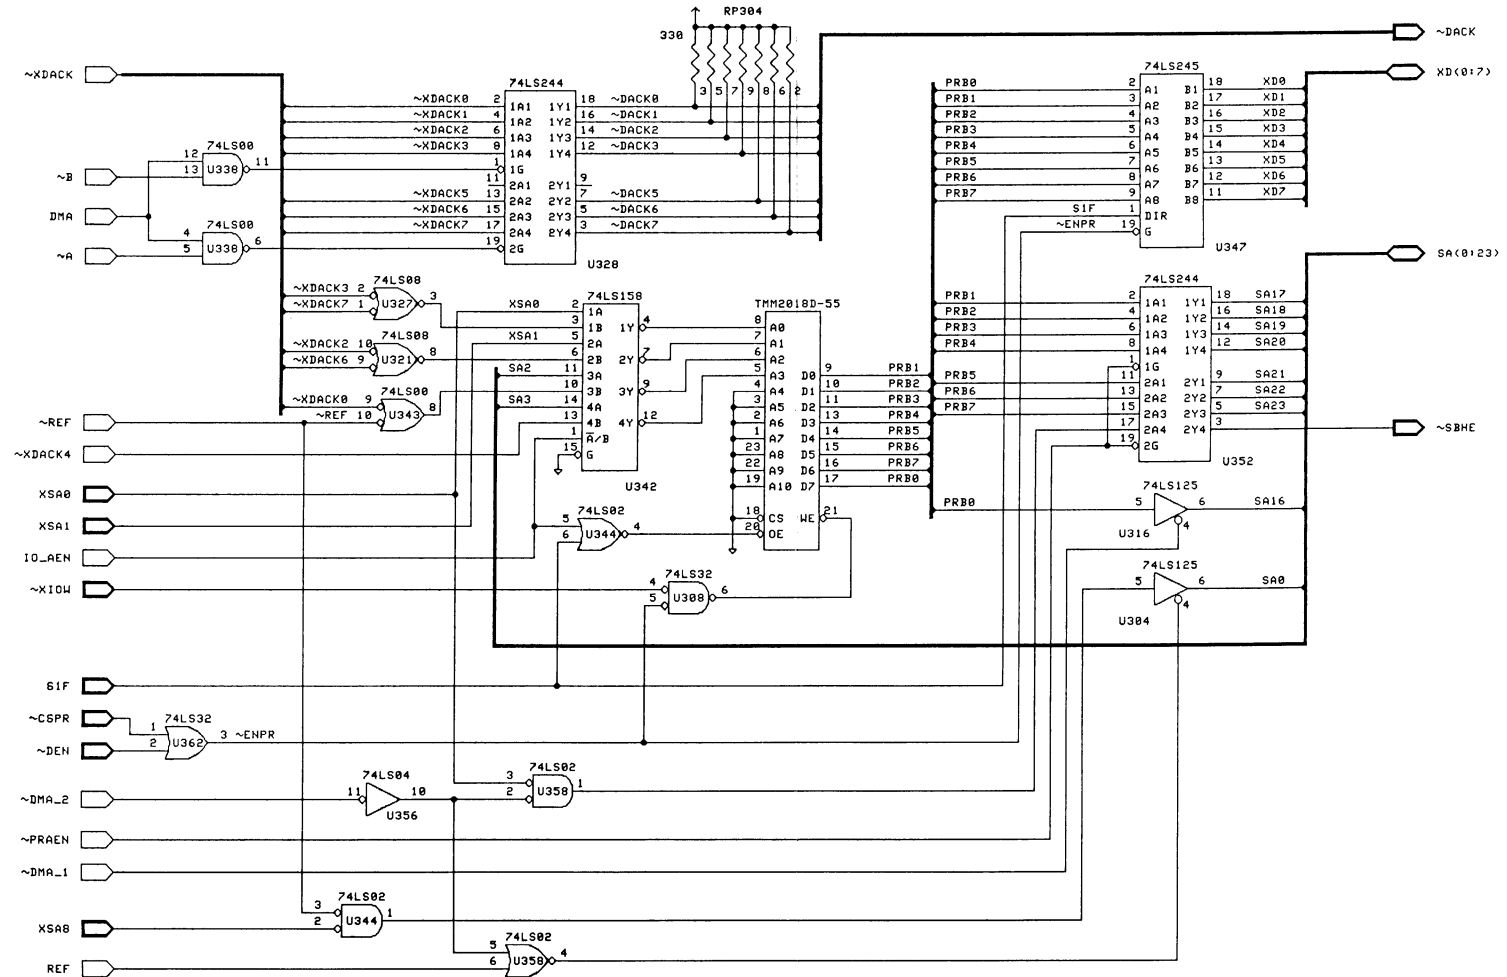 RP304
330
3 5 7 9 8 6 2
~DACK
~XDACK
74LS244
~XDACK0 2 1A1 1Y1 18 ~DACK0
~XDACK1 4 1A2 1Y2 16 ~DACK1
~XDACK2 6 1A3 1Y3 14 ~DACK2
~XDACK3 8 1A4 1Y4 12 ~DACK3
1 1G
11 2A1 2Y1 9
~XDACK5 13 2A2 2Y2 7 ~DACK5
~XDACK6 15 2A3 2Y3 5 ~DACK6
~XDACK7 17 2A4 2Y4 3 ~DACK7
19 2G
U328
74LS00
12
13
U338
11
~B
DMA
74LS00
4
5
U338
6
~A
74LS245
PRB0 2 A1 B1 18 XD0
PRB1 3 A2 B2 17 XD1
PRB2 4 A3 B3 16 XD2
PRB3 5 A4 B4 15 XD3
PRB4 6 A5 B5 14 XD4
PRB5 7 A6 B6 13 XD5
PRB6 8 A7 B7 12 XD6
PRB7 9 A8 B8 11 XD7
S1F 1 DIR
~ENPR 19 G
U347
XD(0:7)
SA(0:23)
74LS08
~XDACK3 2
~XDACK7 1
U327
3
74LS08
~XDACK2 10
~XDACK6 9
U321
8
74LS00
~XDACK0 9
~REF 10
U343
8
74LS158
XSA0 2 1A
3 1B 1Y 4
XSA1 5 2A
6 2B 2Y 7
SA2 11 3A
10 3B 3Y 9
SA3 14 4A
13 4B 4Y 12
1 A/B
15 G
U342
TMM2018D-55
8 A0
7 A1
6 A2
5 A3 D0 9 PRB1
4 A4 D1 10 PRB2
3 A5 D2 11 PRB3
2 A6 D3 13 PRB4
1 A7 D4 14 PRB5
23 A8 D5 15 PRB6
22 A9 D6 16 PRB7
19 A10 D7 17 PRB0
18 CS WE 21
20 OE
74LS244
PRB1 2 1A1 1Y1 18 SA17
PRB2 4 1A2 1Y2 16 SA18
PRB3 6 1A3 1Y3 14 SA19
PRB4 8 1A4 1Y4 12 SA20
1 1G
PRB5 11 2A1 2Y1 9 SA21
PRB6 13 2A2 2Y2 7 SA22
PRB7 15 2A3 2Y3 5 SA23
17 2A4 2Y4 3
19 2G
U352
~SBHE
~REF
~XDACK4
XSA0
XSA1
IO_AEN
~XIOW
74LS02
5
6
U344
4
74LS32
4
5
U308
6
74LS125
PRB0 5 6 SA16
4
U316
74LS125
5 6 SA0
4
U304
61F
~CSPR
~DEN
74LS32
1
2
U362
3 ~ENPR
~DMA_2
74LS04
11 10
U356
74LS02
3
2
U358
1
~PRAEN
~DMA_1
74LS02
3
2
U344
1
XSA8
74LS02
5
6
U358
4
REF